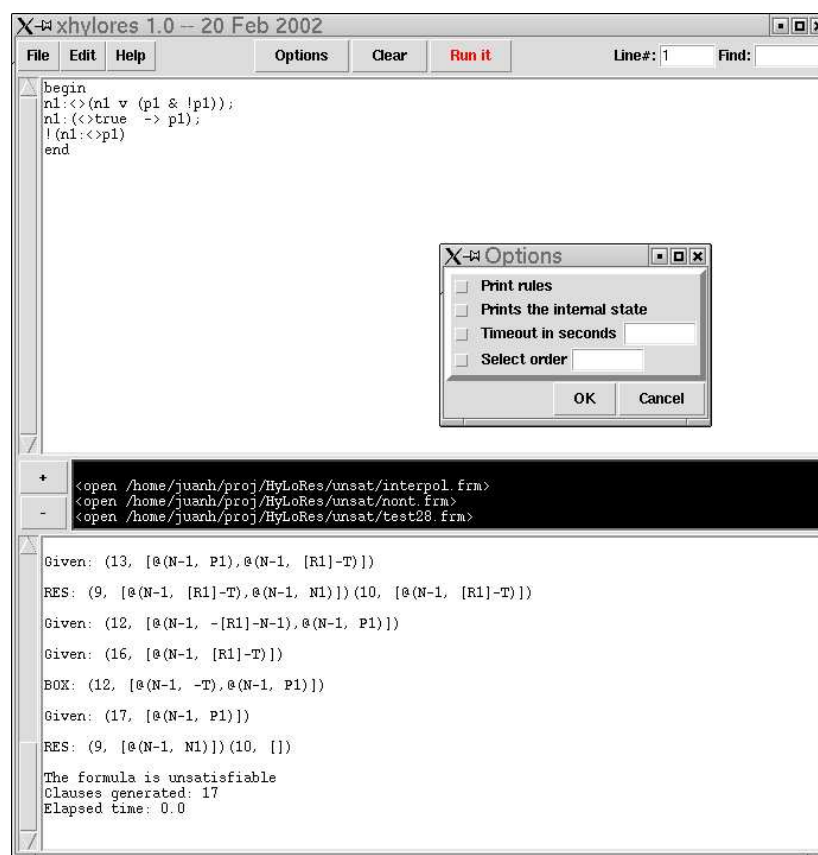 xhylores 1.0 -- 20 Feb 2002
File Edit Help Options Clear Run it Line#: 1 Find:
begin
n1:<>(n1 v (p1 & !p1));
n1:(<>true  -> p1);
!(n1:<>p1)
end
Options
Print rules
Prints the internal state
Timeout in seconds
Select order
OK Cancel
+
-
<open /home/juanh/proj/HyLoRes/unsat/interpol.frm>
<open /home/juanh/proj/HyLoRes/unsat/nont.frm>
<open /home/juanh/proj/HyLoRes/unsat/test28.frm>
Given: (13, [@(N-1, P1),@(N-1, [R1]-T)])
RES: (9, [@(N-1, [R1]-T),@(N-1, N1)])(10, [@(N-1, [R1]-T)])
Given: (12, [@(N-1, -[R1]-N-1),@(N-1, P1)])
Given: (16, [@(N-1, [R1]-T)])
BOX: (12, [@(N-1, -T),@(N-1, P1)])
Given: (17, [@(N-1, P1)])
RES: (9, [@(N-1, N1)])(10, [])
The formula is unsatisfiable
Clauses generated: 17
Elapsed time: 0.0